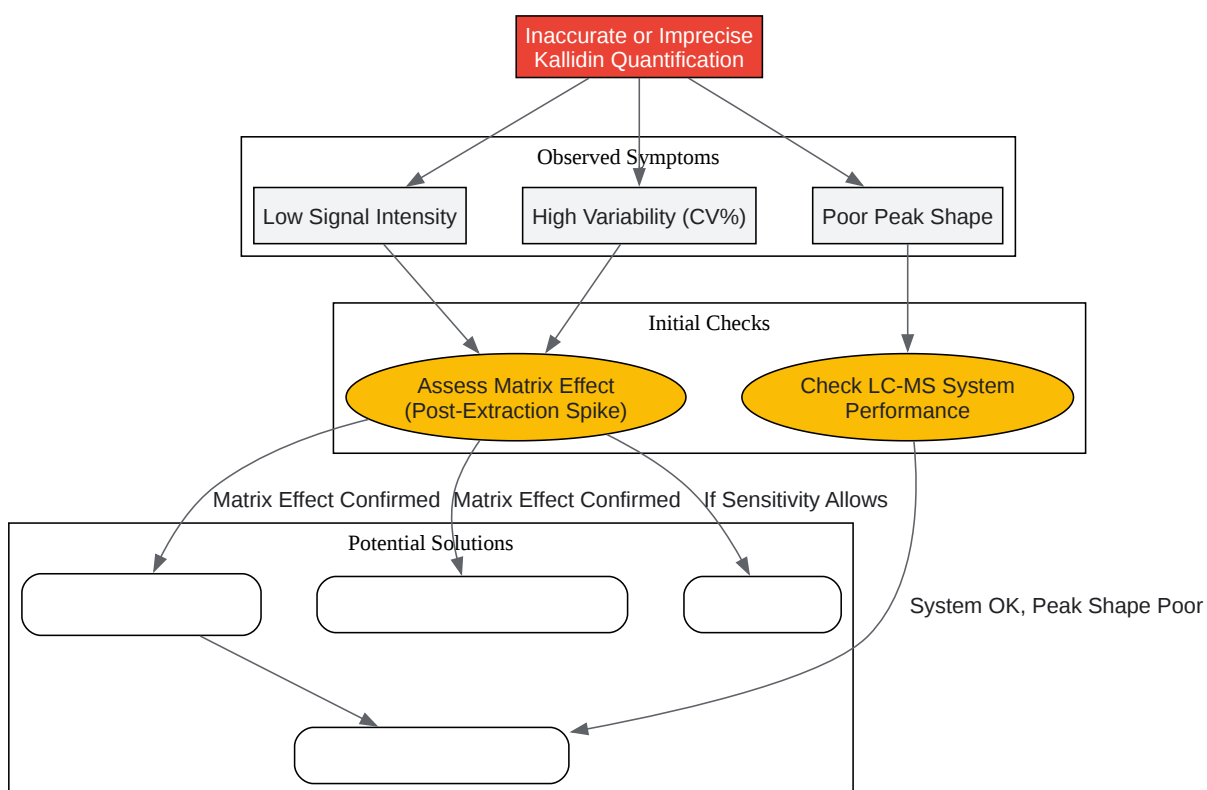 Inaccurate or Imprecise
Kallidin Quantification
Observed Symptoms
Low Signal Intensity
High Variability (CV%)
Poor Peak Shape
Initial Checks
Assess Matrix Effect
(Post-Extraction Spike)
Check LC-MS System
Performance
Matrix Effect Confirmed
Matrix Effect Confirmed
If Sensitivity Allows
Potential Solutions
System OK, Peak Shape Poor